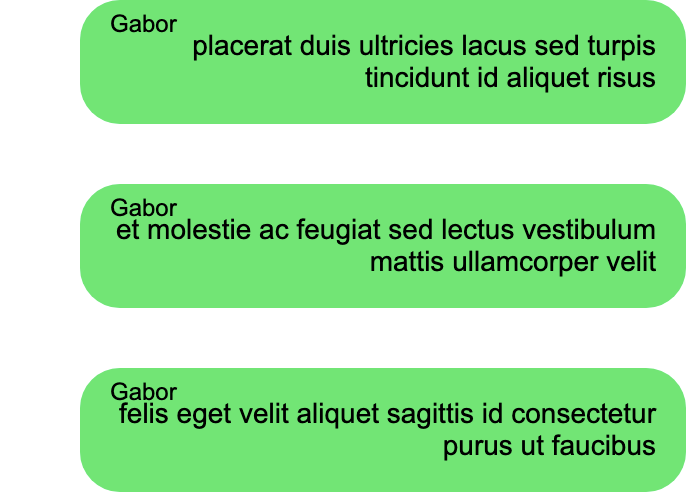 Gabor
placerat duis ultricies lacus sed turpis
tincidunt id aliquet risus
Gabor
et molestie ac feugiat sed lectus vestibulum
mattis ullamcorper velit
Gabor
felis eget velit aliquet sagittis id consectetur
purus ut faucibus